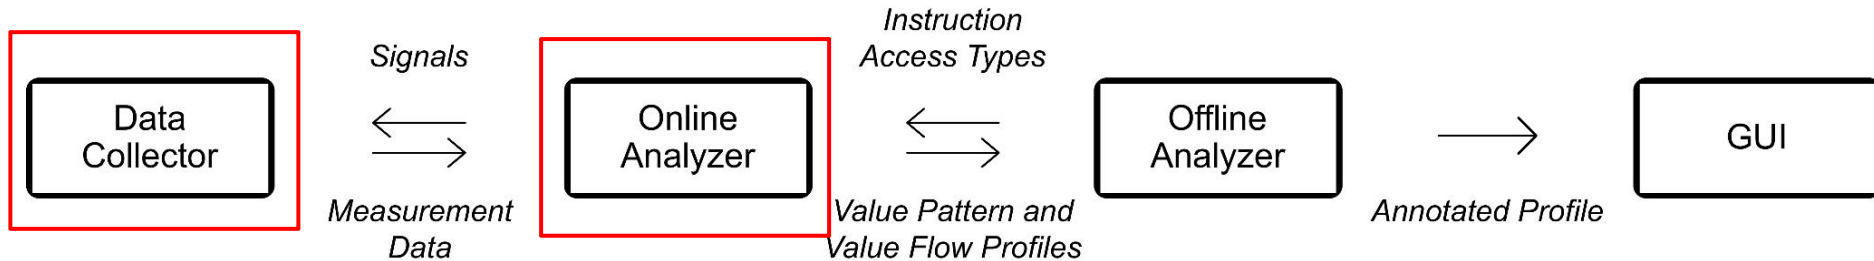 Data
Collector
Signals
Measurement
Data
Online
Analyzer
Instruction
Access Types
Value Pattern and
Value Flow Profiles
Offline
Analyzer
Annotated Profile
GUI